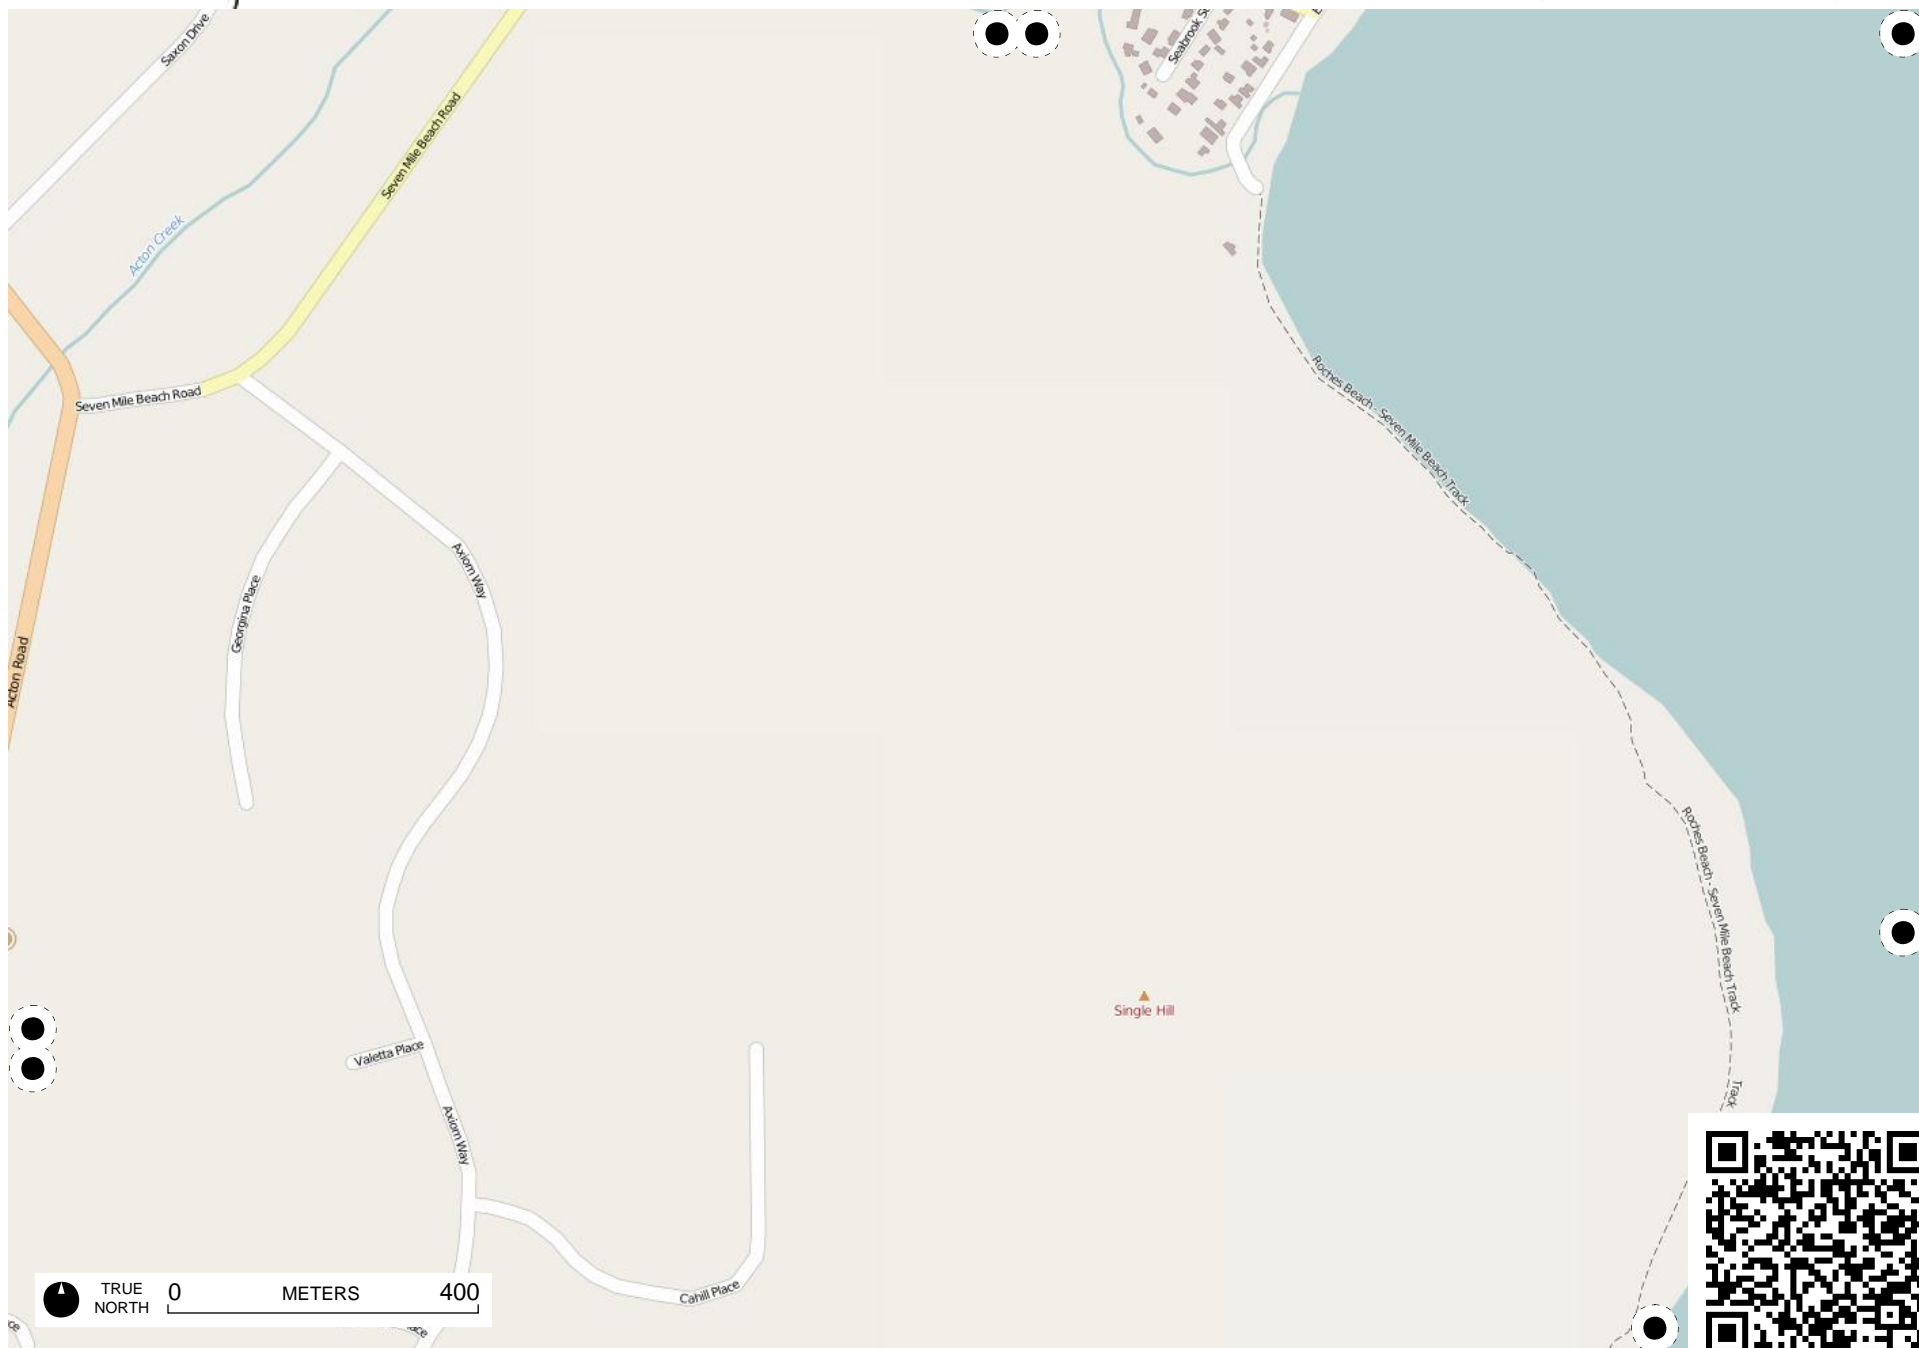 Saxon Drive
Seabrook
Seven Mile Beach Road
Acton Creek
Seven Mile Beach Road
Roches Beach - Seven Mile Beach Track
Axiom Way
Georgina Place
Acton Road
Roches Beach - Seven Mile Beach Track
Single Hill
Valetta Place
Track
Axiom Way
Cahill Place
TRUE
NORTH
0 METERS 400